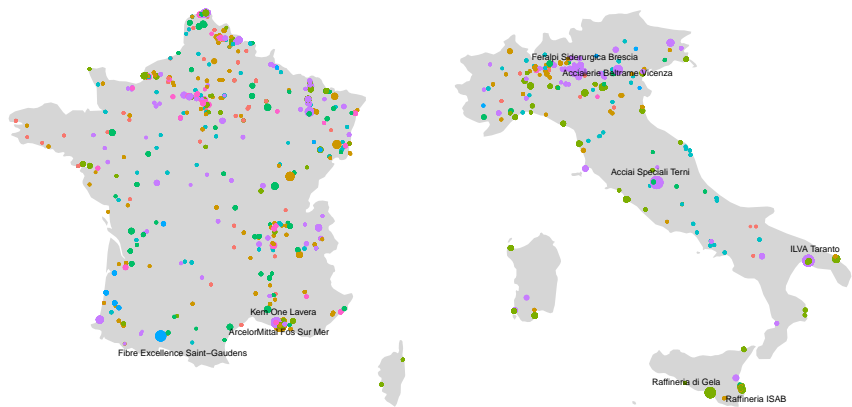 Kem One Lavera
ArcelorMittal Fos Sur Mer
Fibre Excellence Saint−Gaudens
Feralpi Siderurgica Brescia
Acciaierie Beltrame Vicenza
Acciai Speciali Terni
ILVA Taranto
Raffineria di Gela
Raffineria ISAB